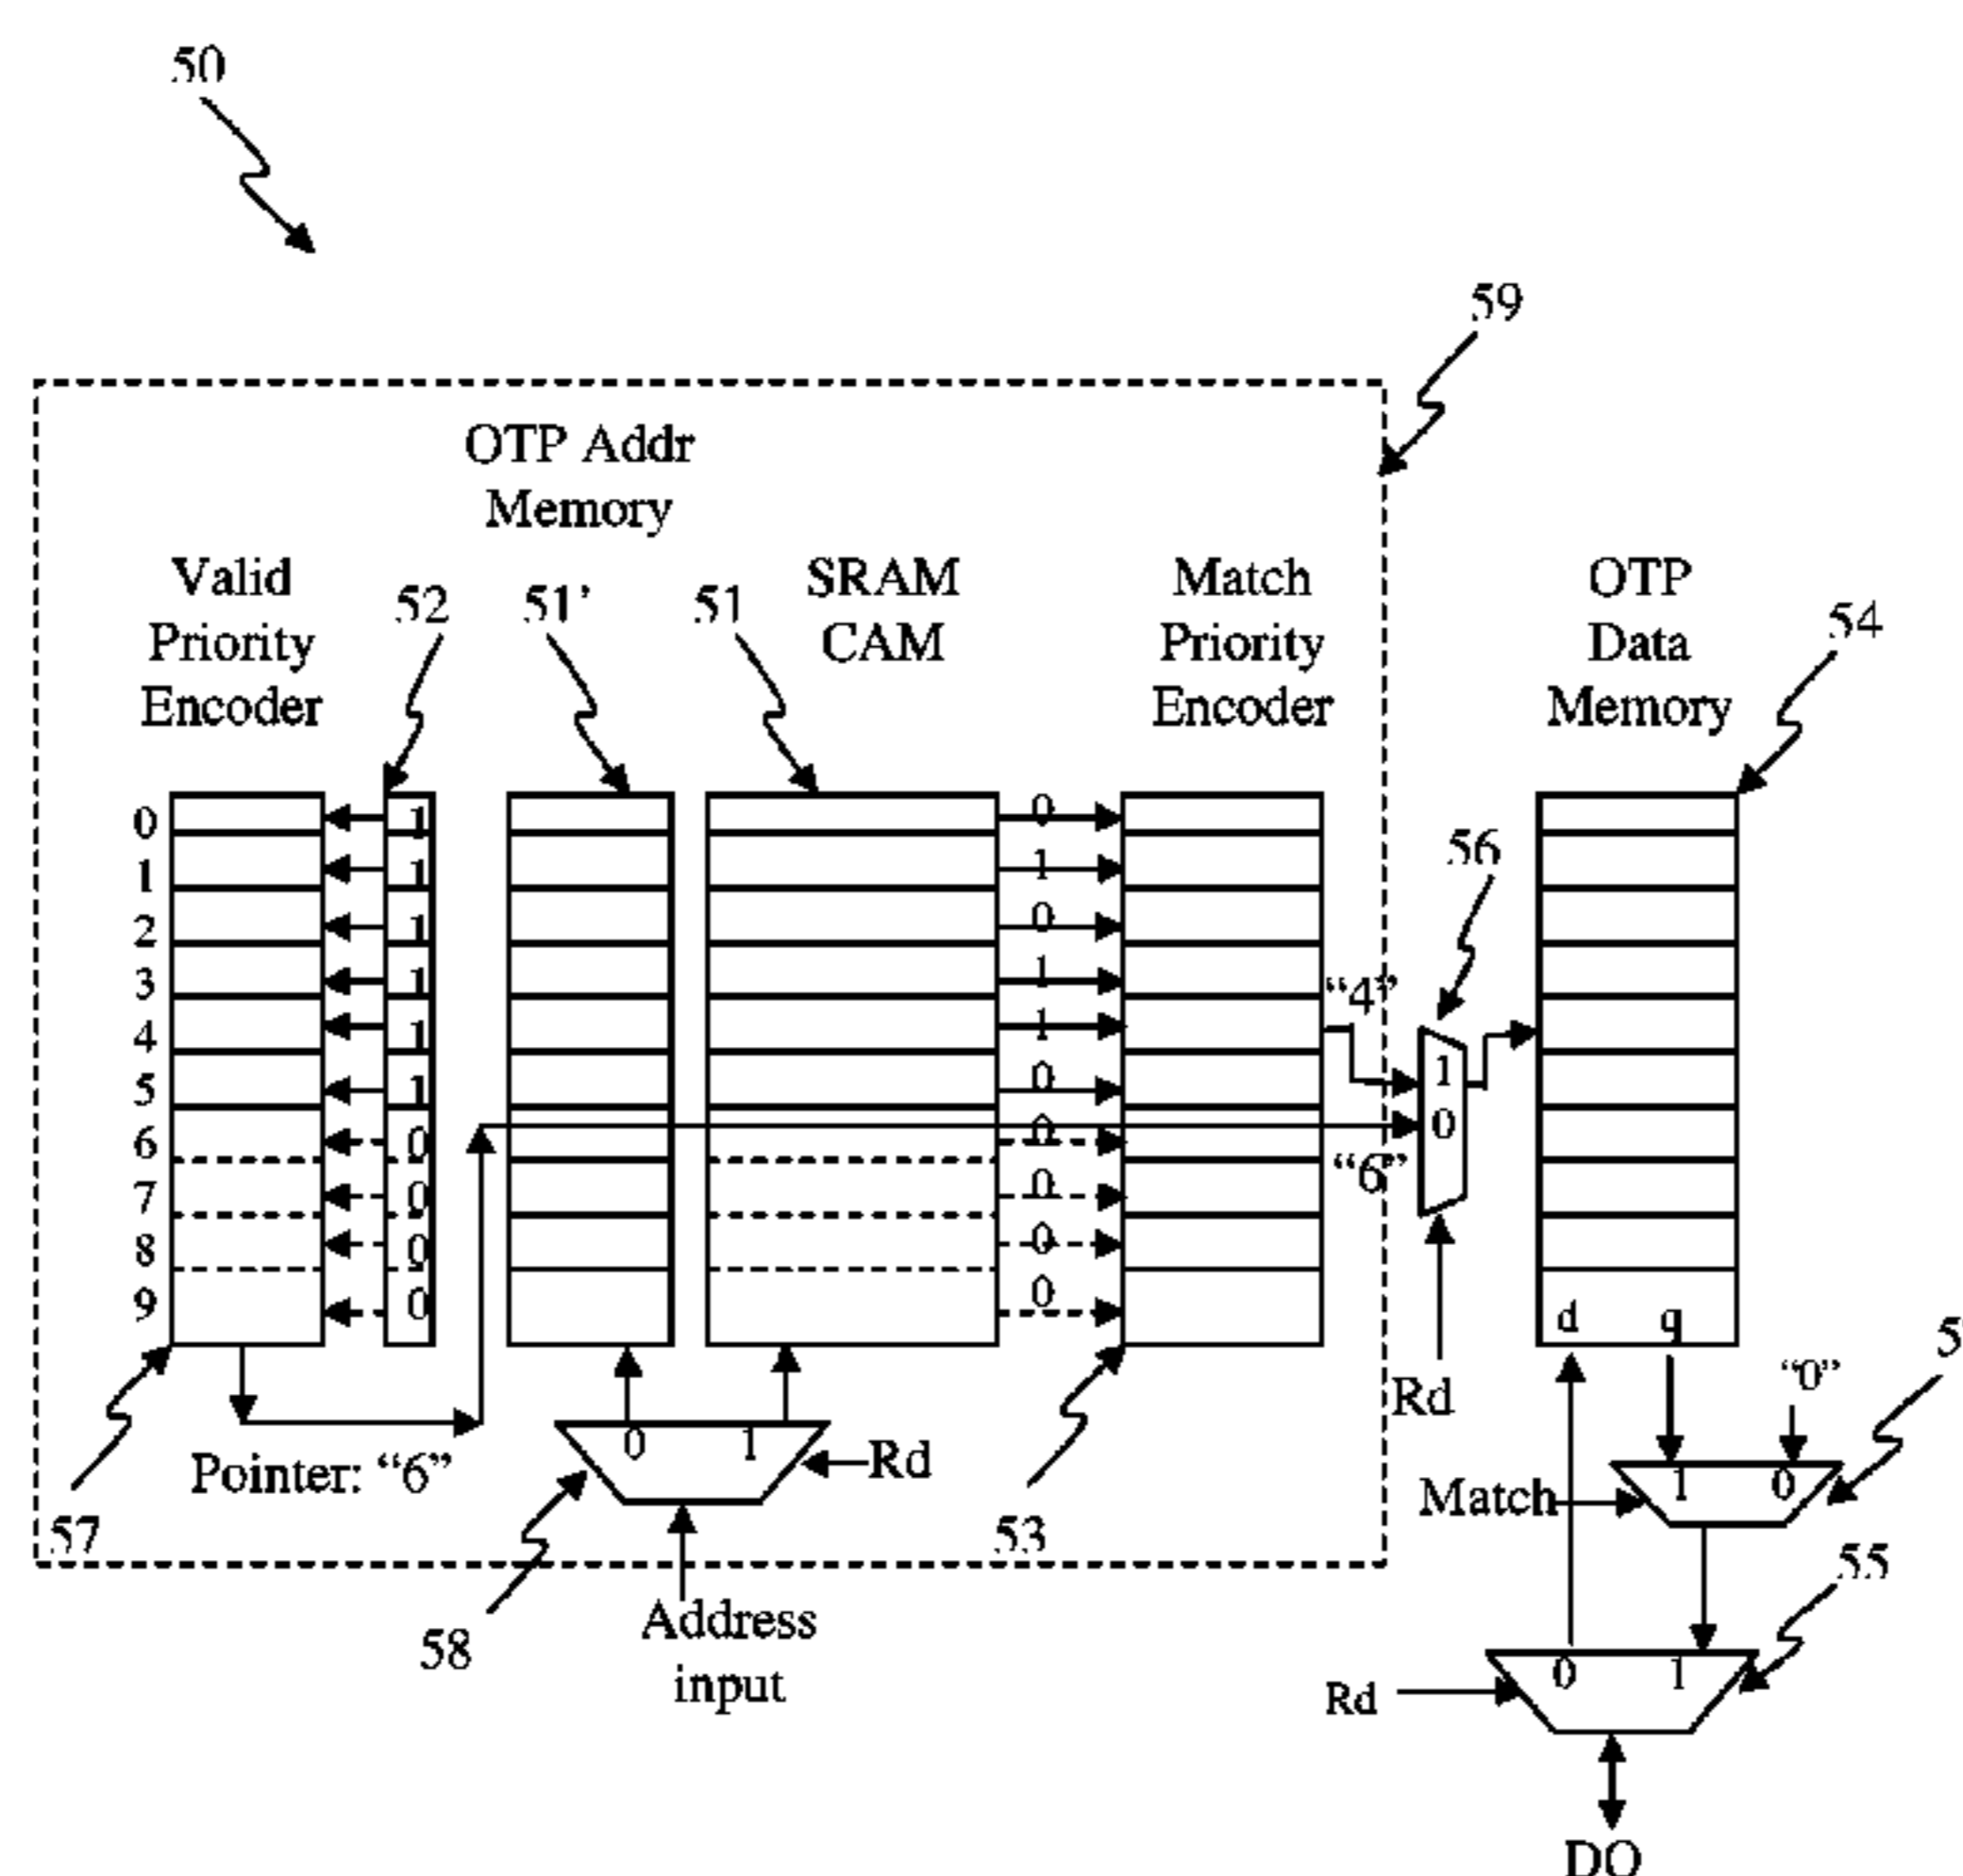 50
59
OTP Addr
Memory
Valid
Priority
Encoder
52
51’
51
SRAM
CAM
Match
Priority
Encoder
OTP
Data
Memory
54
0 1 0
1 1 1
2 1 0
3 1 1
4 1 1
5 1 0
6 0 0
7 0 0
8 0 0
9 0 0
“4”
56
1
0
“6”
Rd
d q
“0”
Pointer: “6”
0 1
Rd
57
58
53
Address
input
Match
1 0
55
Rd
0 1